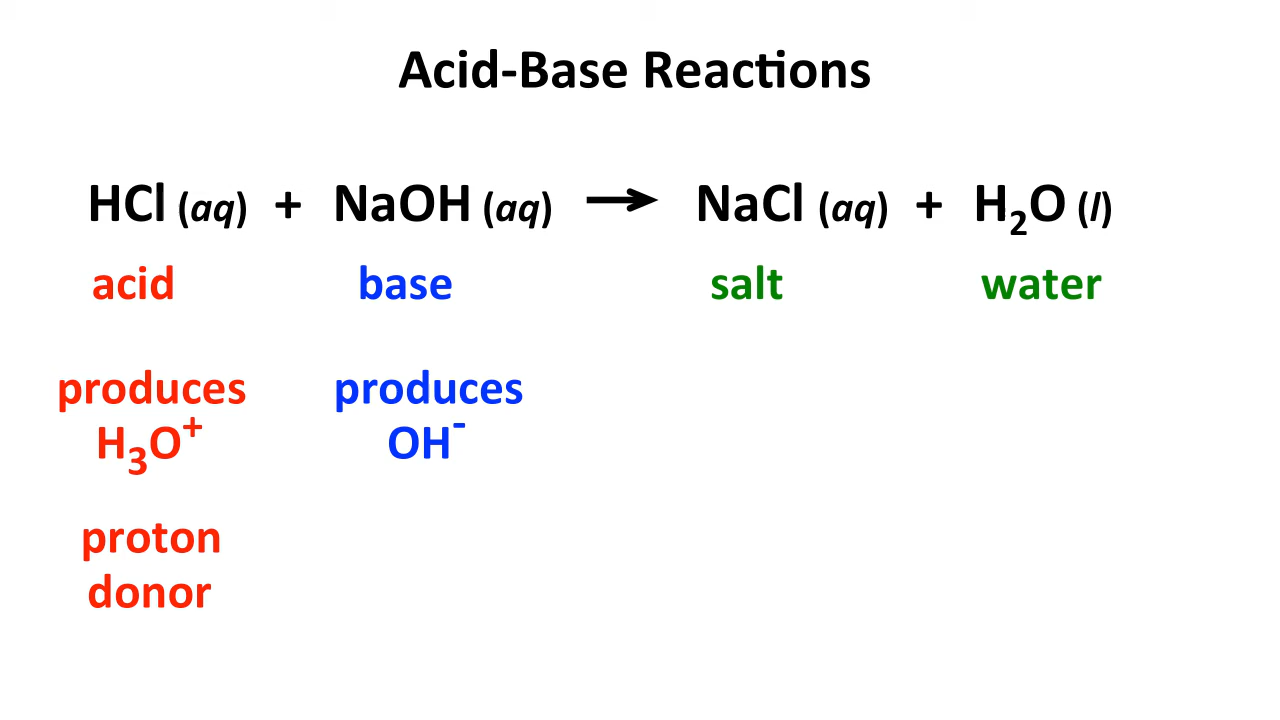 Acid-Base Reactions
HCl (aq) + NaOH (aq) → NaCl (aq) + H₂O (l)
acid base salt water
produces produces
H₃O⁺ OH⁻
proton
donor